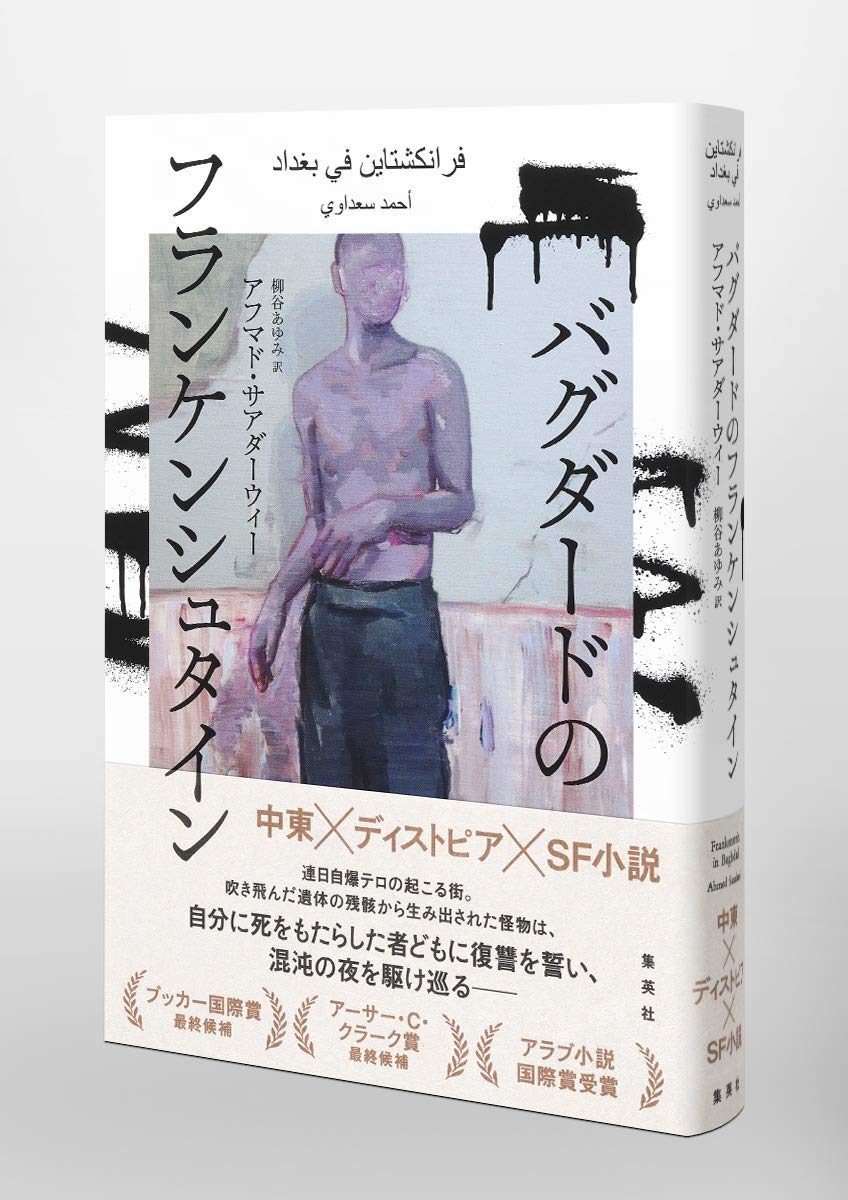 فرانكشتاين في بغداد
أحمد سعداوي
バグダードの
フランケンシュタイン
アフマド・サアダーウィー
柳谷あゆみ 訳
中東×ディストピア×SF小説
連日自爆テロの起こる街。
吹き飛んだ遺体の残骸から生み出された怪物は、
自分に死をもたらした者どもに復讐を誓い、
混沌の夜を駆け巡る——
集英社
ブッカー国際賞
最終候補
アーサー・C・
クラーク賞
最終候補
アラブ小説
国際賞受賞
فرانكشتاين
في بغداد
أحمد سعداوي
バグダードのフランケンシュタイン
アフマド・サアダーウィー
柳谷あゆみ 訳
Frankenstein
in Baghdad
Ahmed
中東
×
ディストピア
×
SF小説
集英社